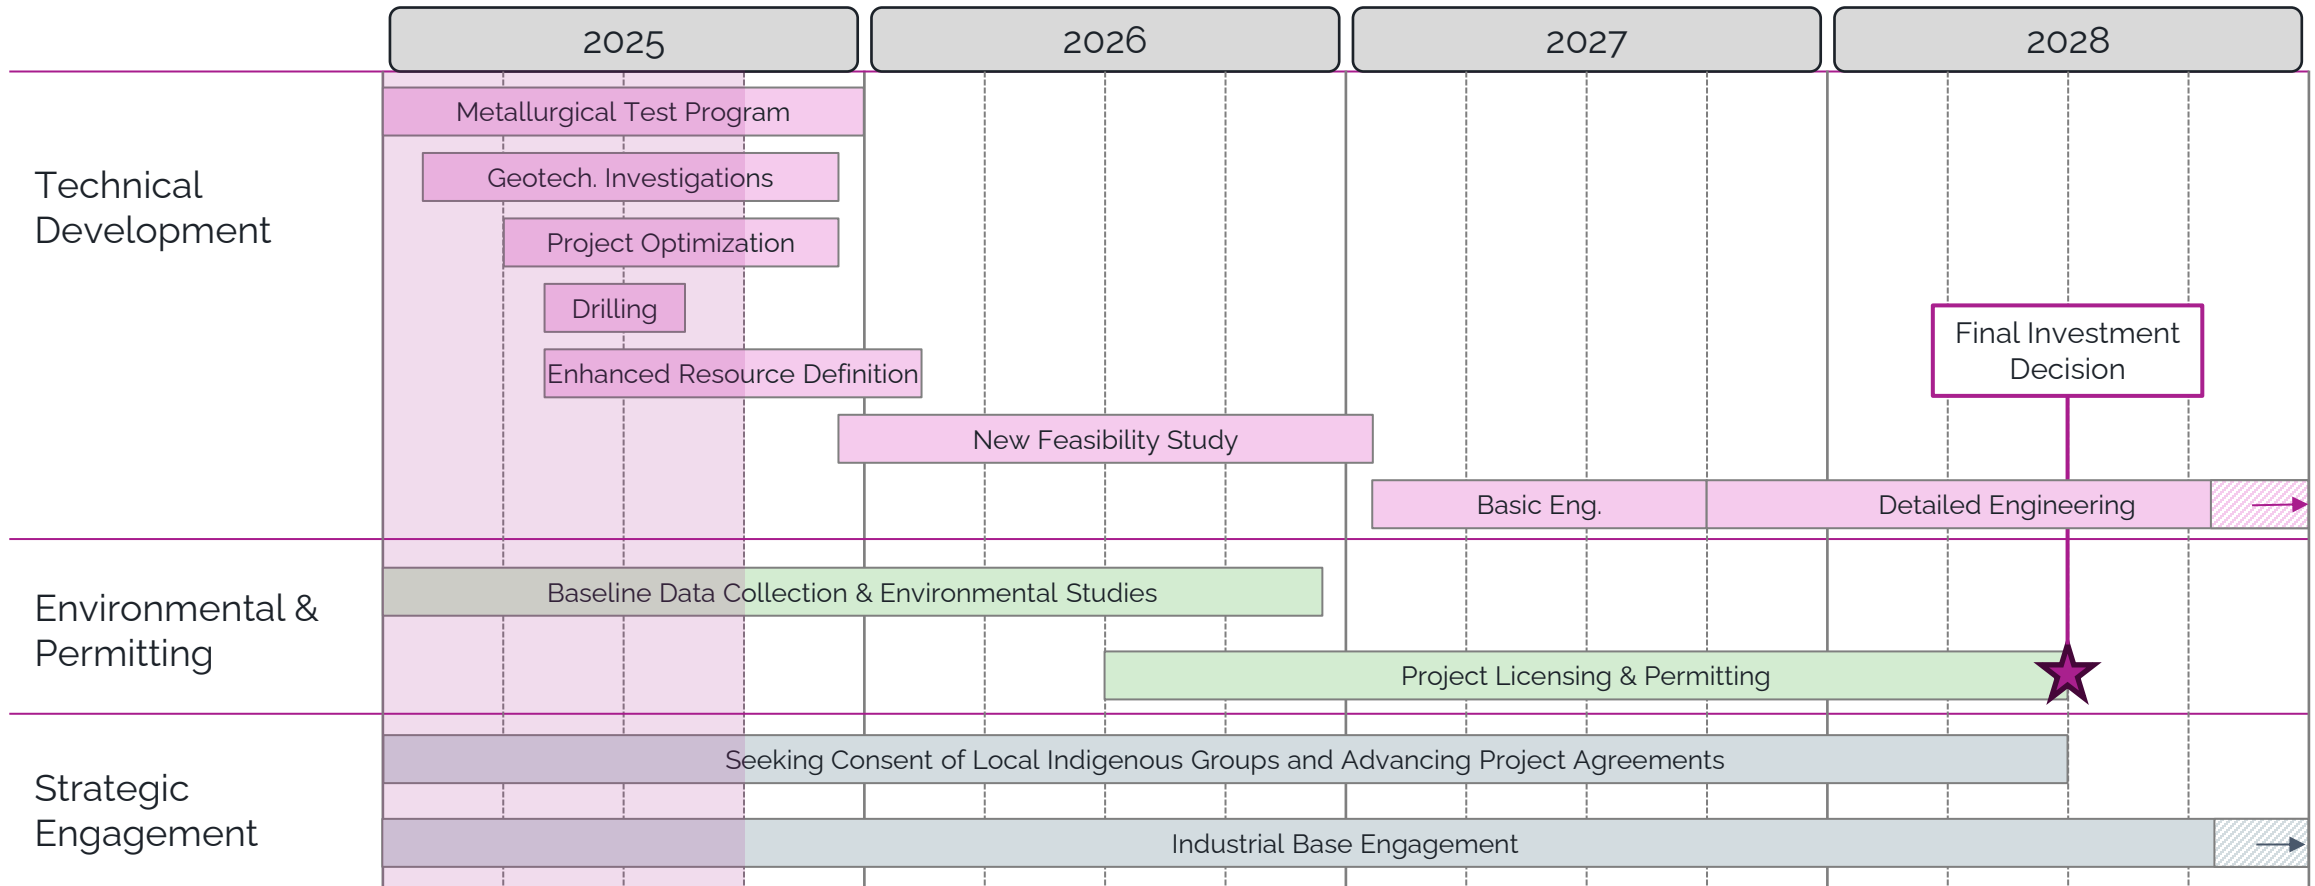 2025
2026
2027
2028
Technical
Development
Metallurgical Test Program
Geotech. Investigations
Project Optimization
Drilling
Enhanced Resource Definition
New Feasibility Study
Basic Eng.
Detailed Engineering
Final Investment
Decision
Environmental &
Permitting
Baseline Data Collection & Environmental Studies
Project Licensing & Permitting
Strategic
Engagement
Seeking Consent of Local Indigenous Groups and Advancing Project Agreements
Industrial Base Engagement